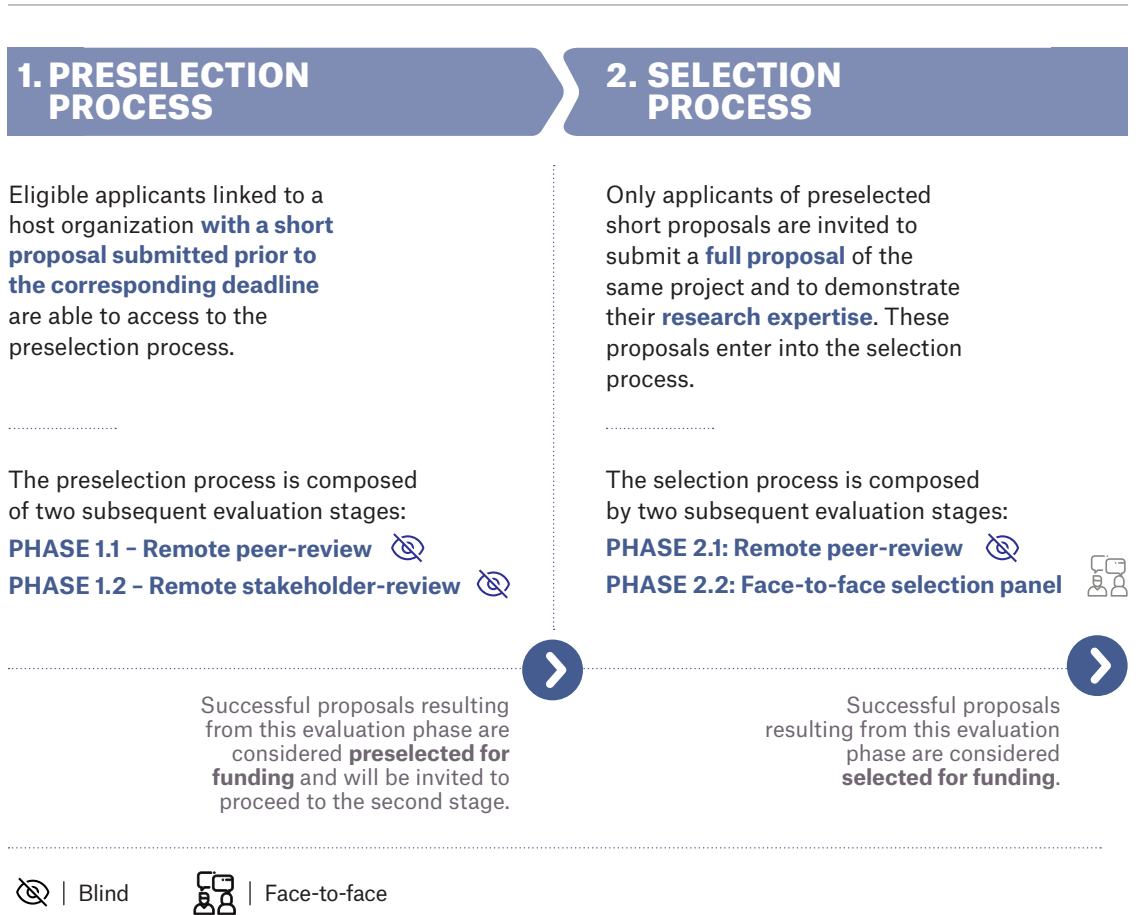 1. PRESELECTION
PROCESS
Eligible applicants linked to a
host organization with a short
proposal submitted prior to
the corresponding deadline
are able to access to the
preselection process.
The preselection process is composed
of two subsequent evaluation stages:
PHASE 1.1 – Remote peer-review
PHASE 1.2 – Remote stakeholder-review
Successful proposals resulting
from this evaluation phase are
considered preselected for
funding and will be invited to
proceed to the second stage.
2. SELECTION
PROCESS
Only applicants of preselected
short proposals are invited to
submit a full proposal of the
same project and to demonstrate
their research expertise. These
proposals enter into the selection
process.
The selection process is composed
by two subsequent evaluation stages:
PHASE 2.1: Remote peer-review
PHASE 2.2: Face-to-face selection panel
Successful proposals
resulting from this evaluation
phase are considered
selected for funding.
| Blind
| Face-to-face